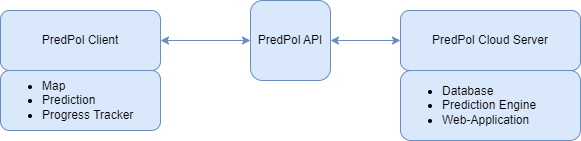 PredPol Client
PredPol API
PredPol Cloud Server
• Map
• Prediction
• Progress Tracker
• Database
• Prediction Engine
• Web-Application